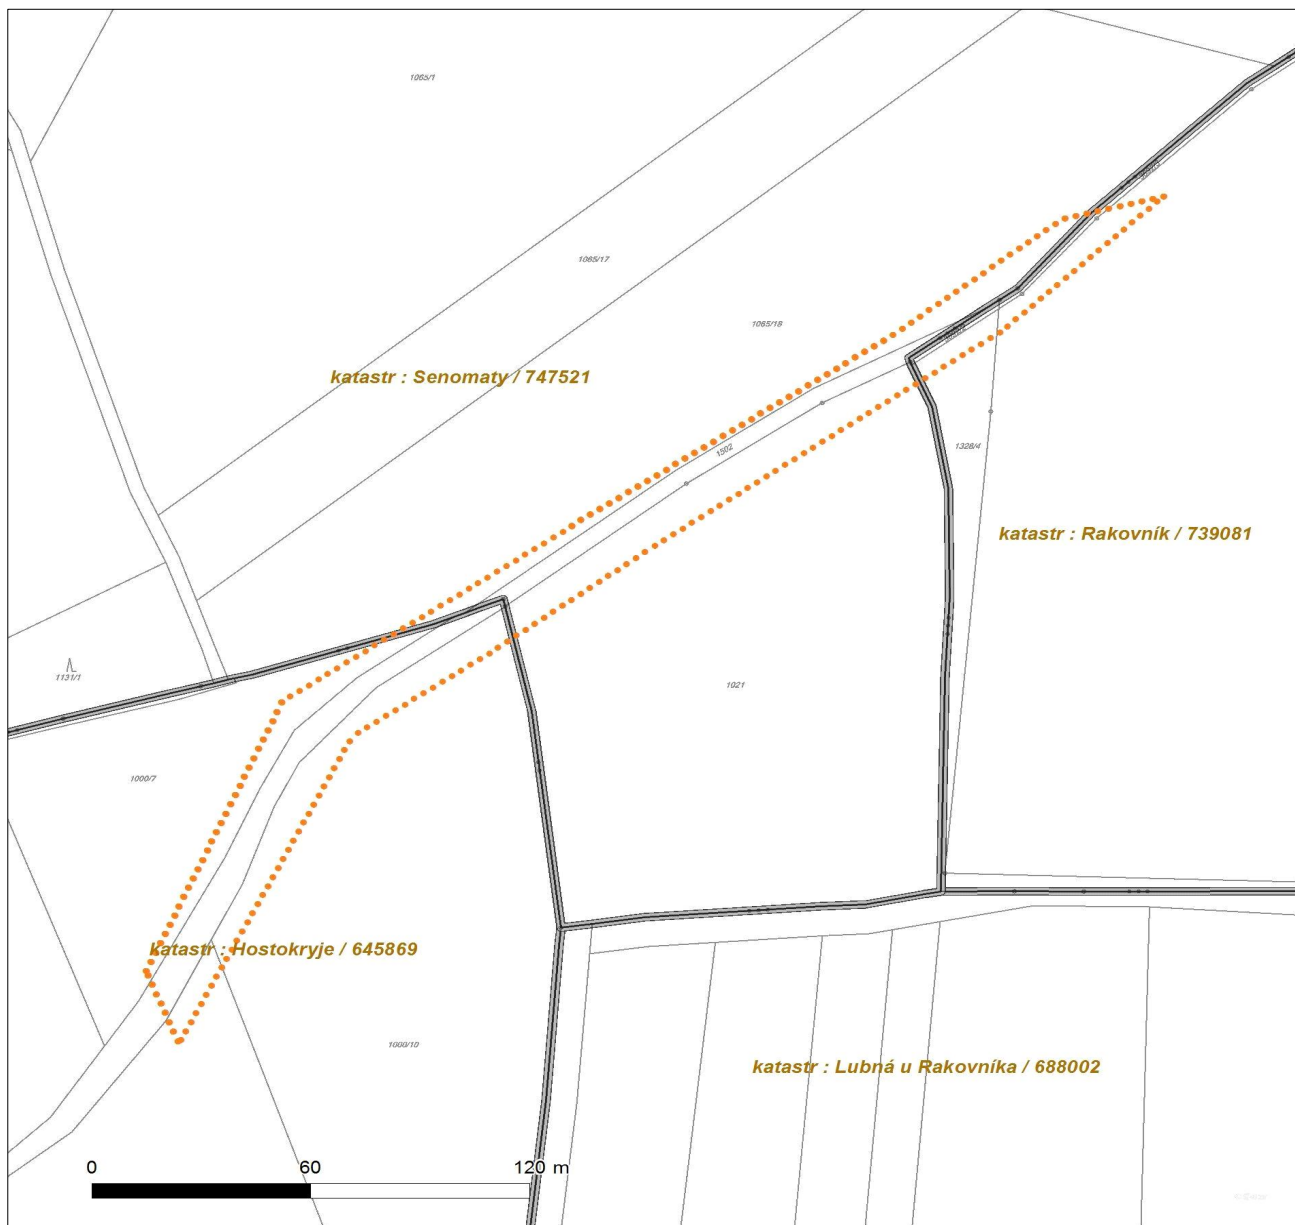 1065/1
1065/17
1065/18
katastr : Senomaty / 747521
1502
1328/4
katastr : Rakovník / 739081
1131/1
1021
1000/7
katastr : Hostokryje / 645869
1000/10
katastr : Lubná u Rakovníka / 688002
0 60 120 m